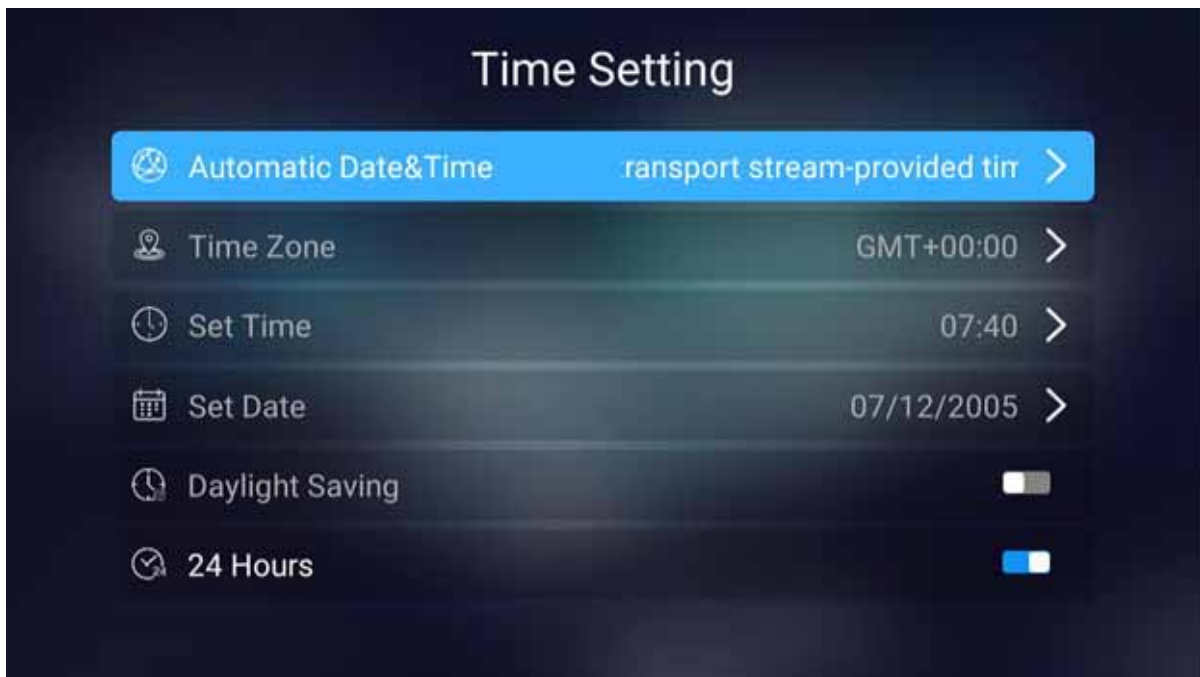 Time Setting
Automatic Date&Time ransport stream-provided tim
Time Zone GMT+00:00
Set Time 07:40
Set Date 07/12/2005
Daylight Saving
24 Hours